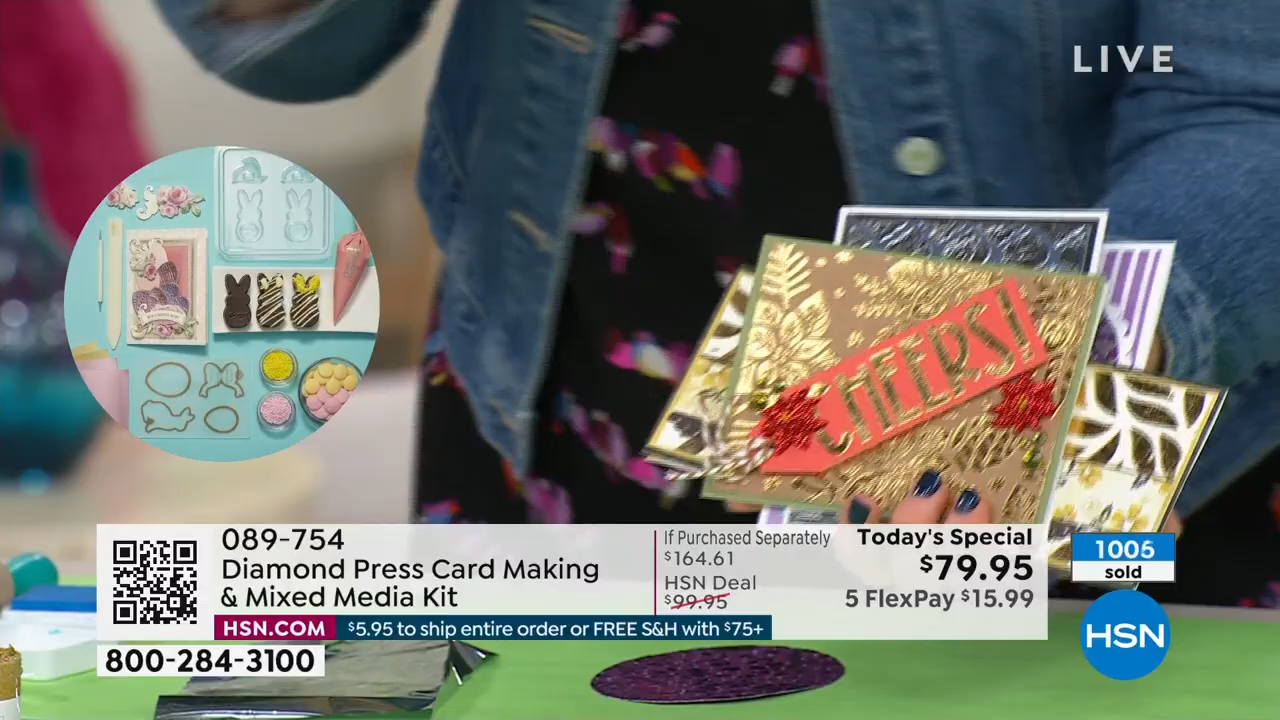 LIVE
CHEERS!
089-754
Diamond Press Card Making
& Mixed Media Kit
If Purchased Separately
$164.61
HSN Deal
$99.95
Today's Special
$79.95
5 FlexPay $15.99
1006
sold
HSN.COM
$5.95 to ship entire order or FREE S&H with $75+
HSN
800-284-3100